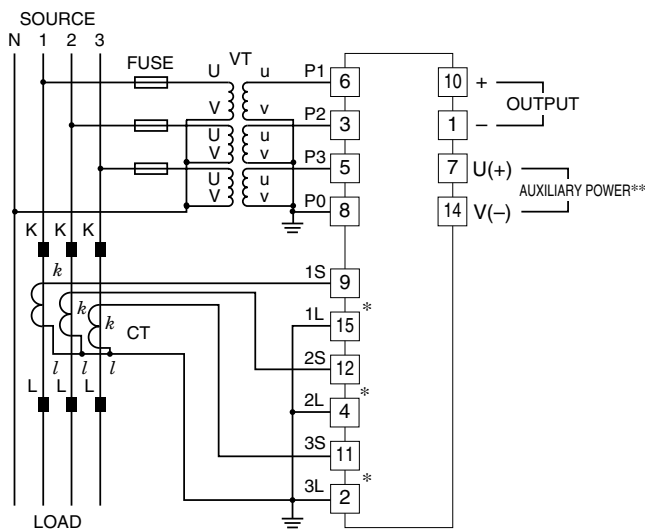 SOURCE
N 1 2 3
FUSE
VT
U u P1 6 10 +
OUTPUT
V v P2 3 1 −
U u
V v P3 5 7 U(+)
U u
AUXILIARY POWER**
V v P0 8 14 V(−)
K K K
k 1S 9
k 1L 15 *
k CT
l l l 2S 12
L L L 2L 4 *
3S 11
3L 2 *
LOAD